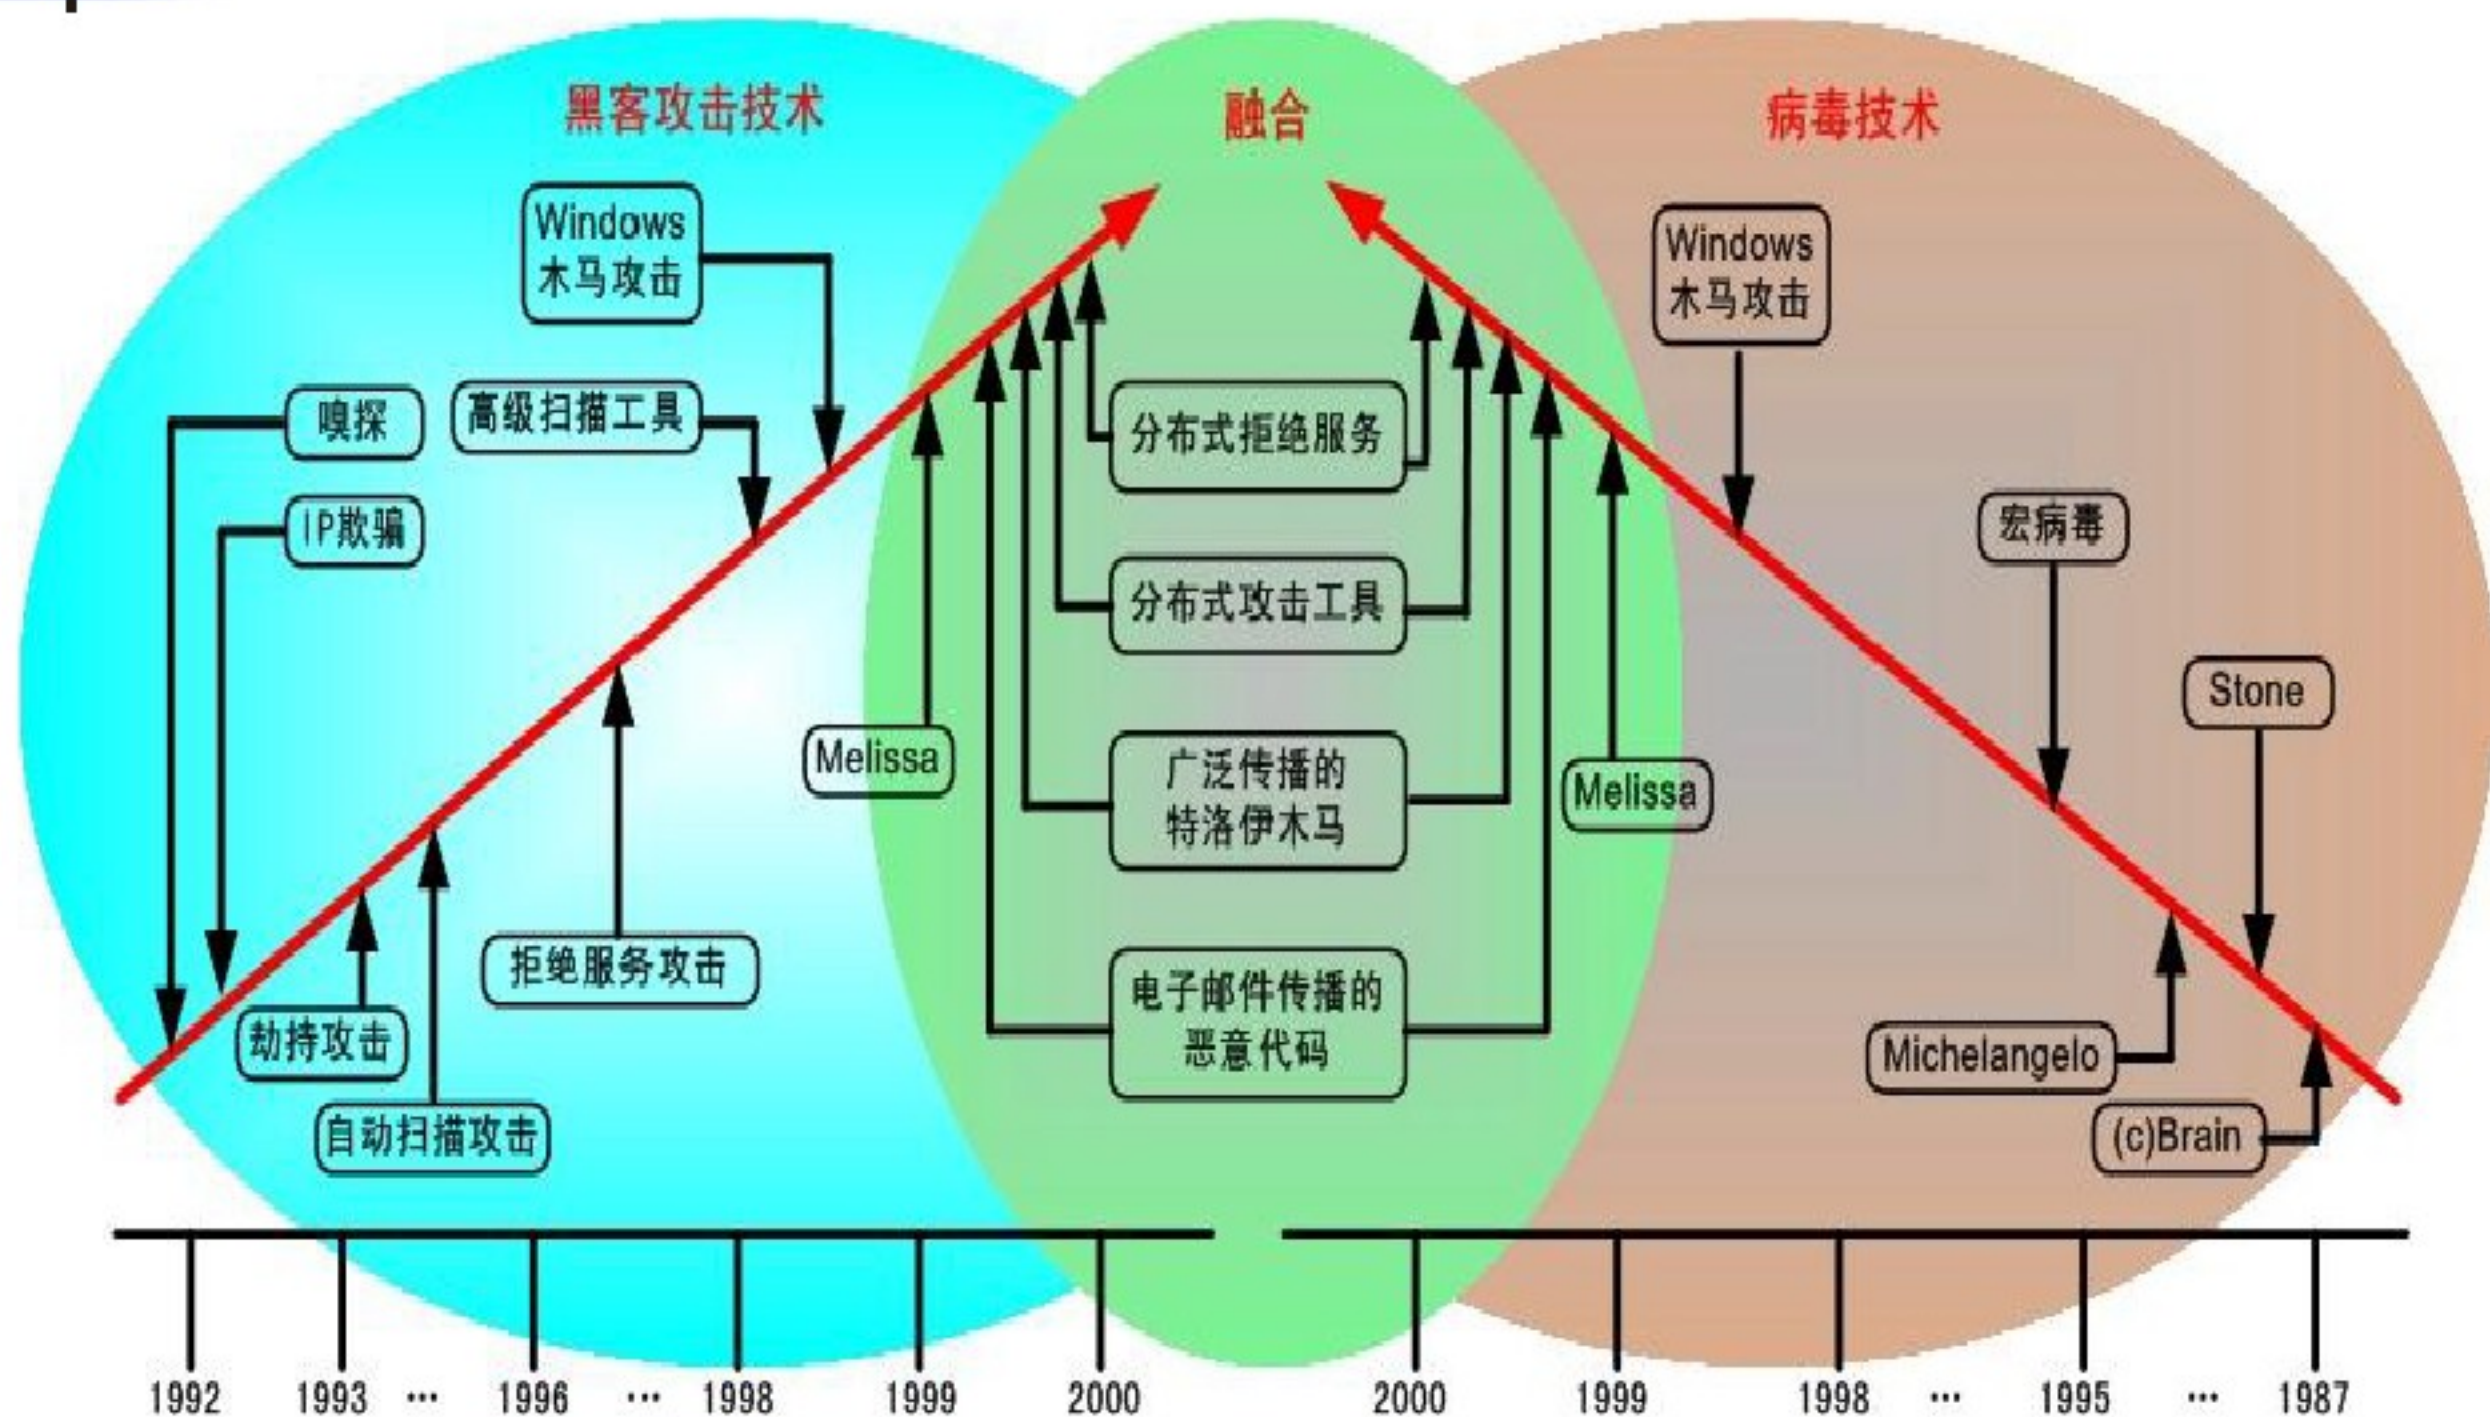 黑客攻击技术
融合
病毒技术
Windows
木马攻击
Windows
木马攻击
嗅探
高级扫描工具
分布式拒绝服务
IP欺骗
宏病毒
分布式攻击工具
Stone
Melissa
广泛传播的
特洛伊木马
Melissa
拒绝服务攻击
电子邮件传播的
恶意代码
劫持攻击
Michelangelo
自动扫描攻击
(c)Brain
1992 1993 ... 1996 ... 1998 1999 2000 2000 1999 1998 ... 1995 ... 1987